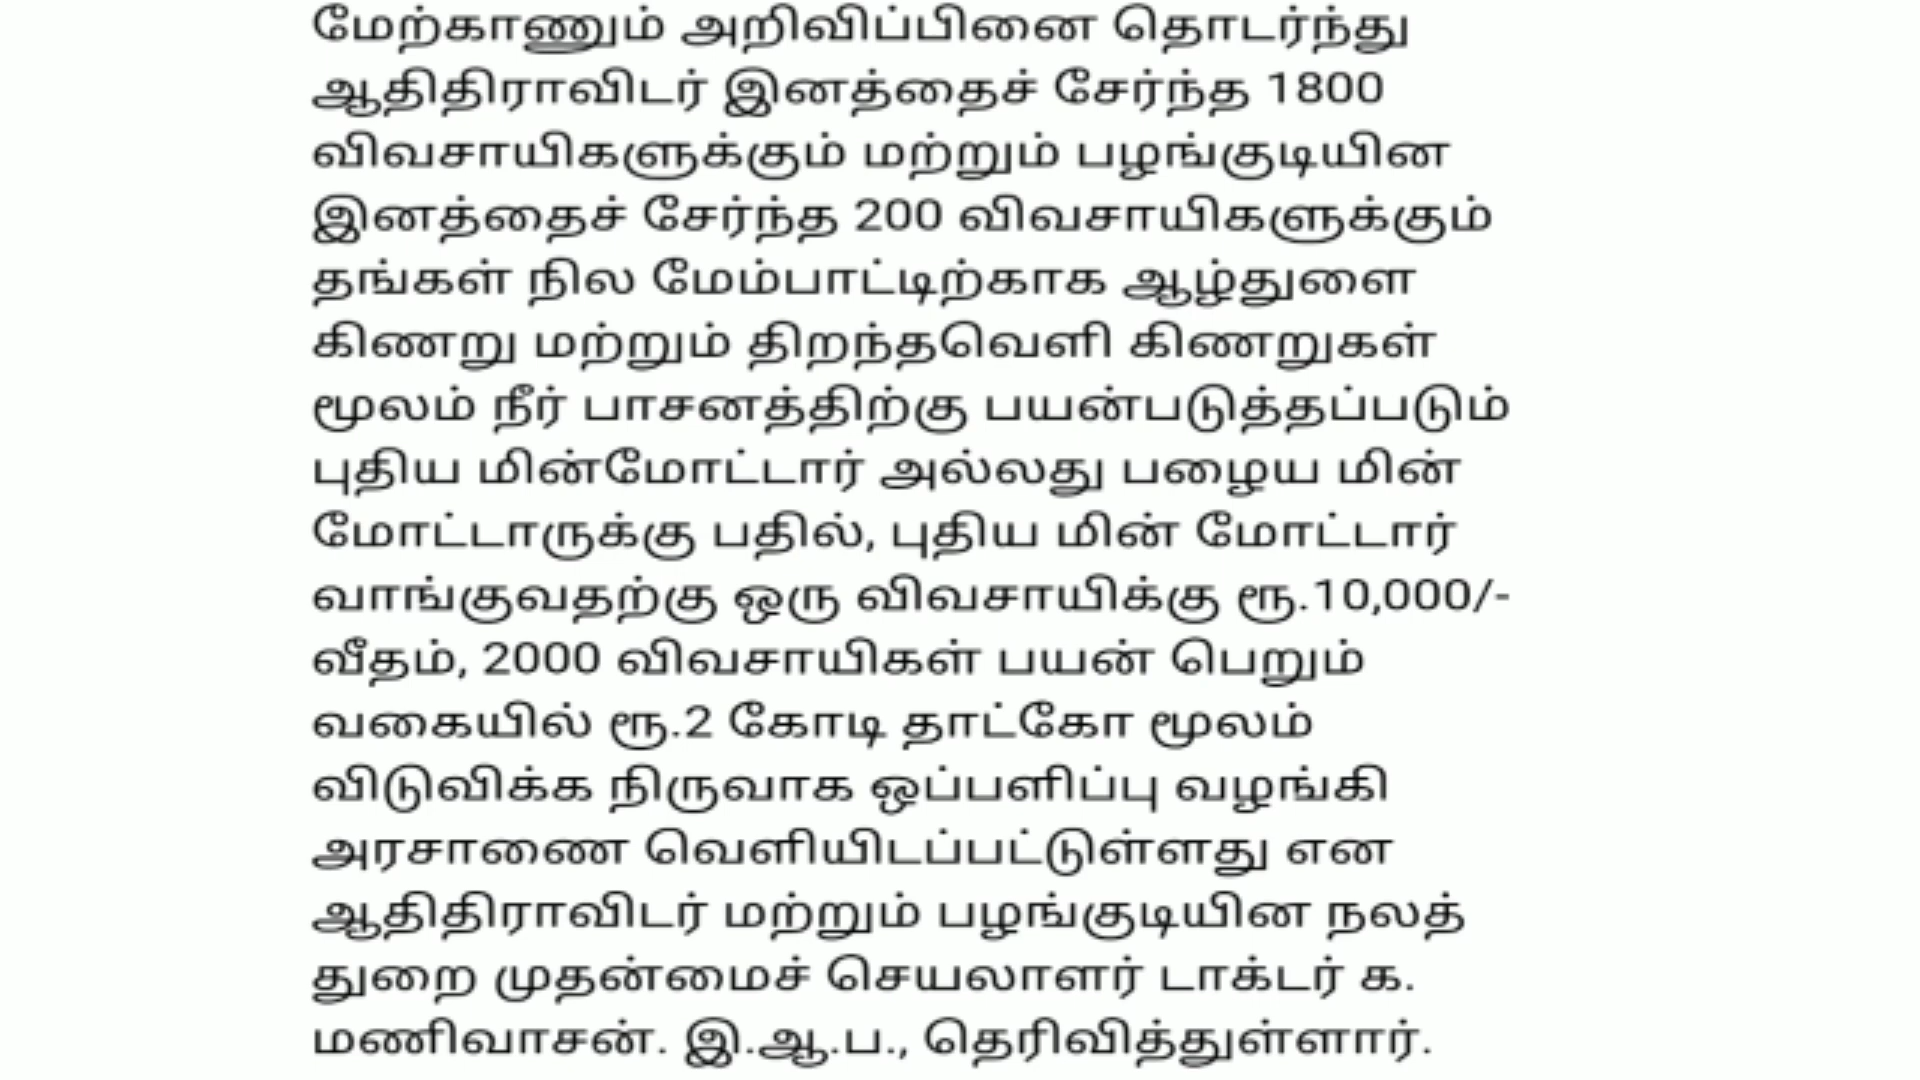 மேற்காணும் அறிவிப்பினை தொடர்ந்து
ஆதிதிராவிடர் இனத்தைச் சேர்ந்த 1800
விவசாயிகளுக்கும் மற்றும் பழங்குடியின
இனத்தைச் சேர்ந்த 200 விவசாயிகளுக்கும்
தங்கள் நில மேம்பாட்டிற்காக ஆழ்துளை
கிணறு மற்றும் திறந்தவெளி கிணறுகள்
மூலம் நீர் பாசனத்திற்கு பயன்படுத்தப்படும்
புதிய மின்மோட்டார் அல்லது பழைய மின்
மோட்டாருக்கு பதில், புதிய மின் மோட்டார்
வாங்குவதற்கு ஒரு விவசாயிக்கு ரூ.10,000/-
வீதம், 2000 விவசாயிகள் பயன் பெறும்
வகையில் ரூ.2 கோடி தாட்கோ மூலம்
விடுவிக்க நிருவாக ஒப்பளிப்பு வழங்கி
அரசாணை வெளியிடப்பட்டுள்ளது என
ஆதிதிராவிடர் மற்றும் பழங்குடியின நலத்
துறை முதன்மைச் செயலாளர் டாக்டர் க.
மணிவாசன். இ.ஆ.ப., தெரிவித்துள்ளார்.